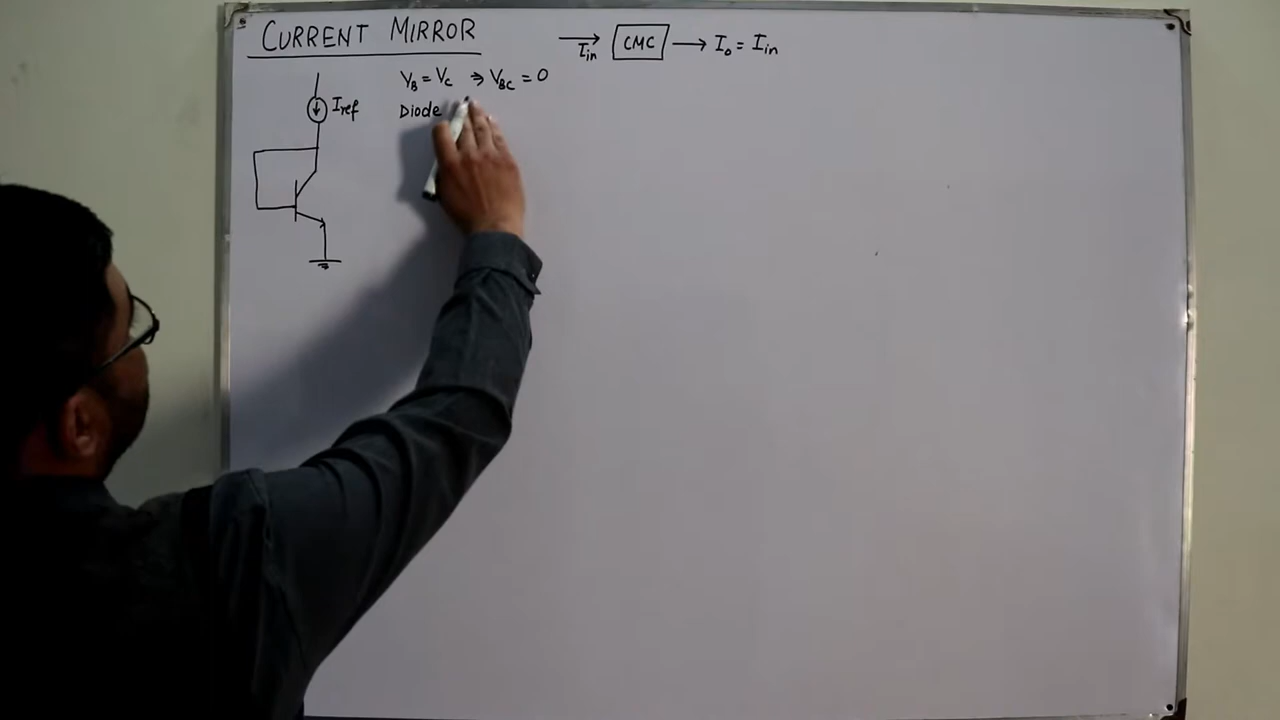 CURRENT MIRROR
Iin CMC → Io = Iin
VB = VC ⇒ VBC = 0
Iref
Diode